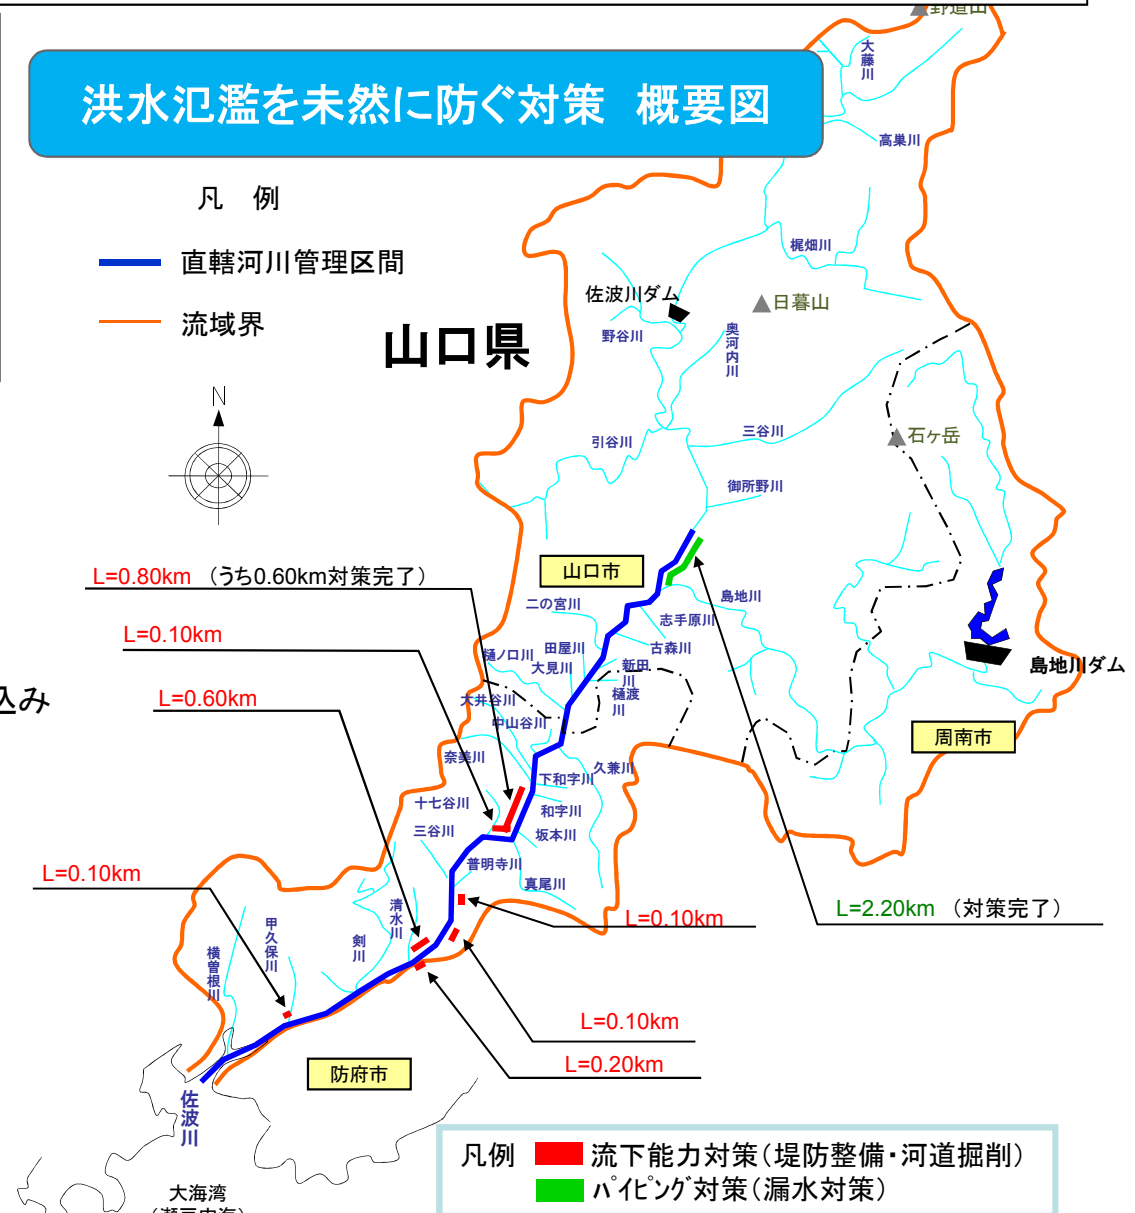 野道山
大藤川
洪水氾濫を未然に防ぐ対策　概要図
高巣川
凡　例
直轄河川管理区間
流域界
梶畑川
佐波川ダム
日暮山
山口県
野谷川
奥河内川
N
三谷川
引谷川
石ヶ岳
御所野川
山口市
L=0.80km （うち0.60km対策完了）
二の宮川
島地川
志手原川
L=0.10km
樋ノ口川
田屋川
古森川
大見川
新田川
島地川ダム
込み
L=0.60km
大井谷川
樋渡川
中山谷川
周南市
奈美川
久兼川
下和字川
十七谷川
和字川
三谷川
坂本川
普明寺川
L=0.10km
真尾川
清水川
L=0.10km
L=2.20km （対策完了）
甲久保川
剣川
横曽根川
L=0.10km
L=0.20km
防府市
佐波川
凡例
流下能力対策（堤防整備・河道掘削）
パイピング対策（漏水対策）
大海湾
（瀬戸内海）